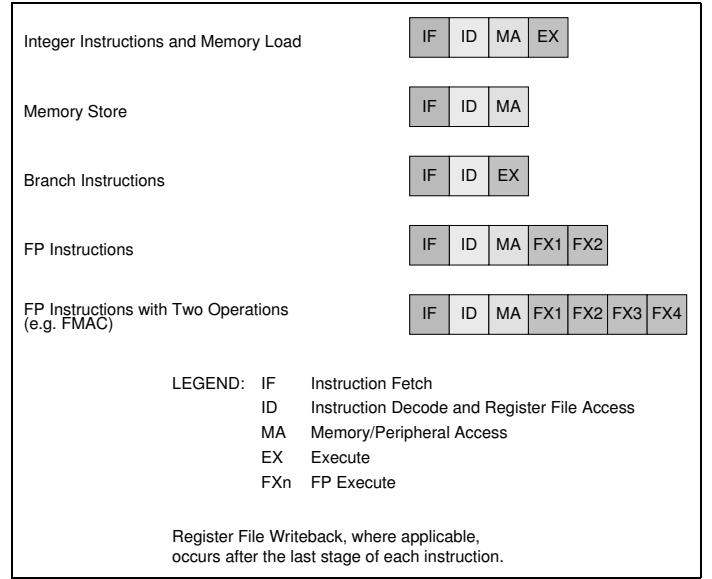 Integer Instructions and Memory Load IF ID MA EX
Memory Store IF ID MA
Branch Instructions IF ID EX
FP Instructions IF ID MA FX1 FX2
FP Instructions with Two Operations
(e.g. FMAC) IF ID MA FX1 FX2 FX3 FX4
LEGEND: IF Instruction Fetch
ID Instruction Decode and Register File Access
MA Memory/Peripheral Access
EX Execute
FXn FP Execute
Register File Writeback, where applicable,
occurs after the last stage of each instruction.